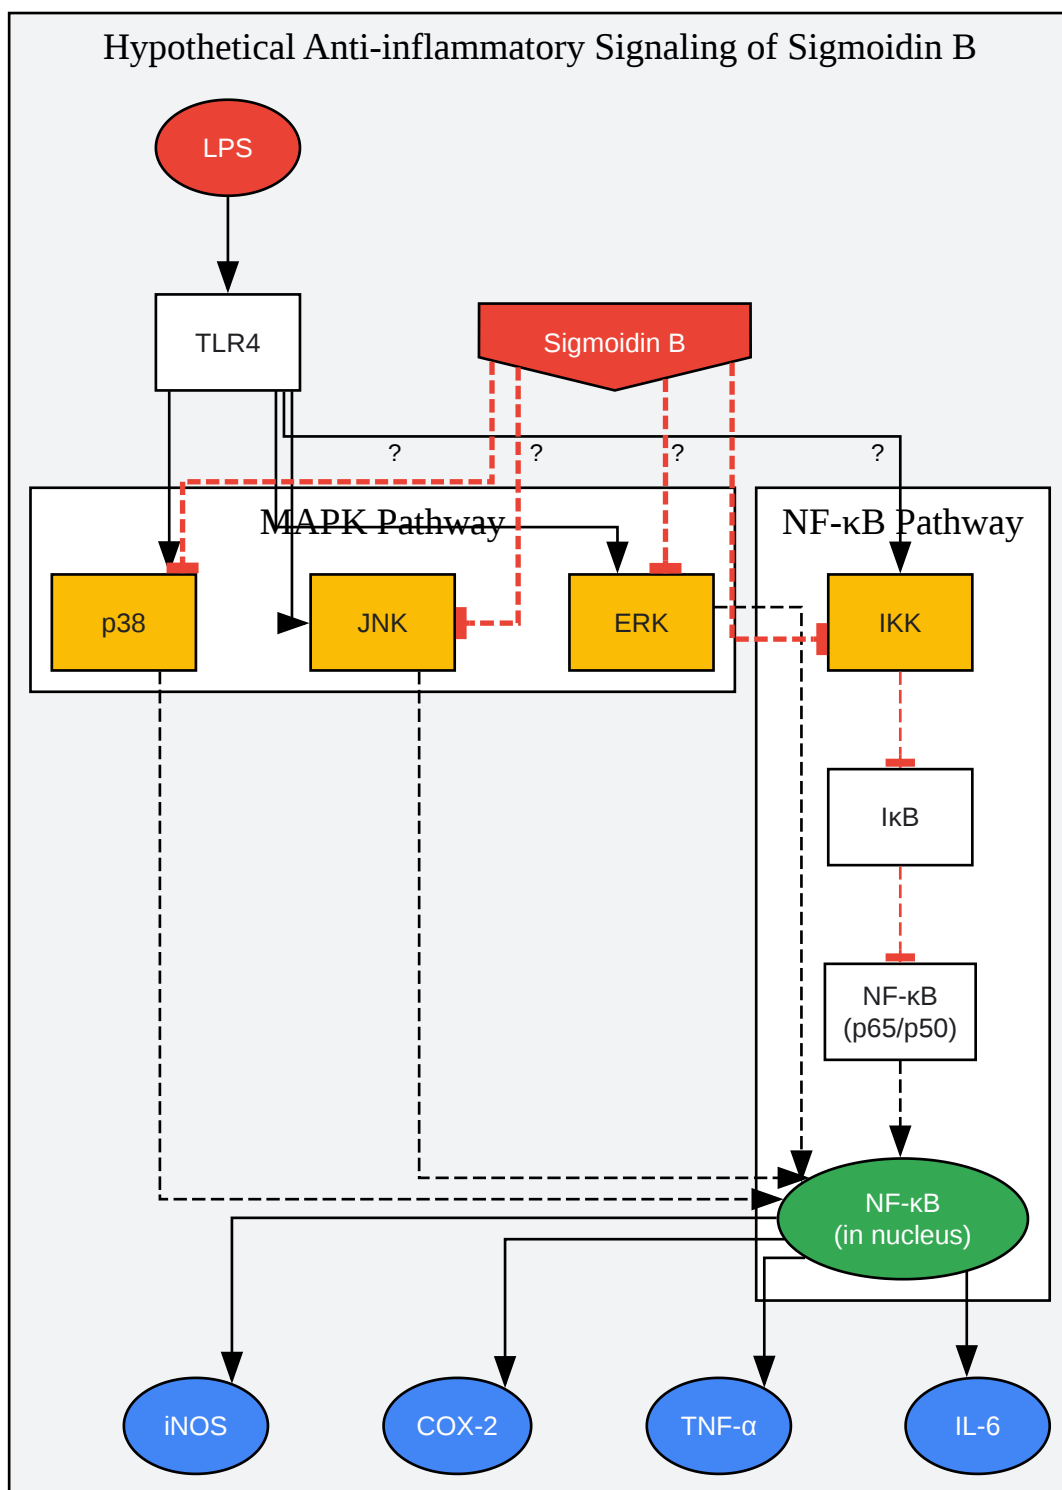 Hypothetical Anti-inflammatory Signaling of Sigmoidin B
LPS
TLR4
Sigmoidin B
?
?
?
?
MAPK Pathway
NF-κB Pathway
p38
JNK
ERK
IKK
IκB
NF-κB
(p65/p50)
NF-κB
(in nucleus)
iNOS
COX-2
TNF-α
IL-6